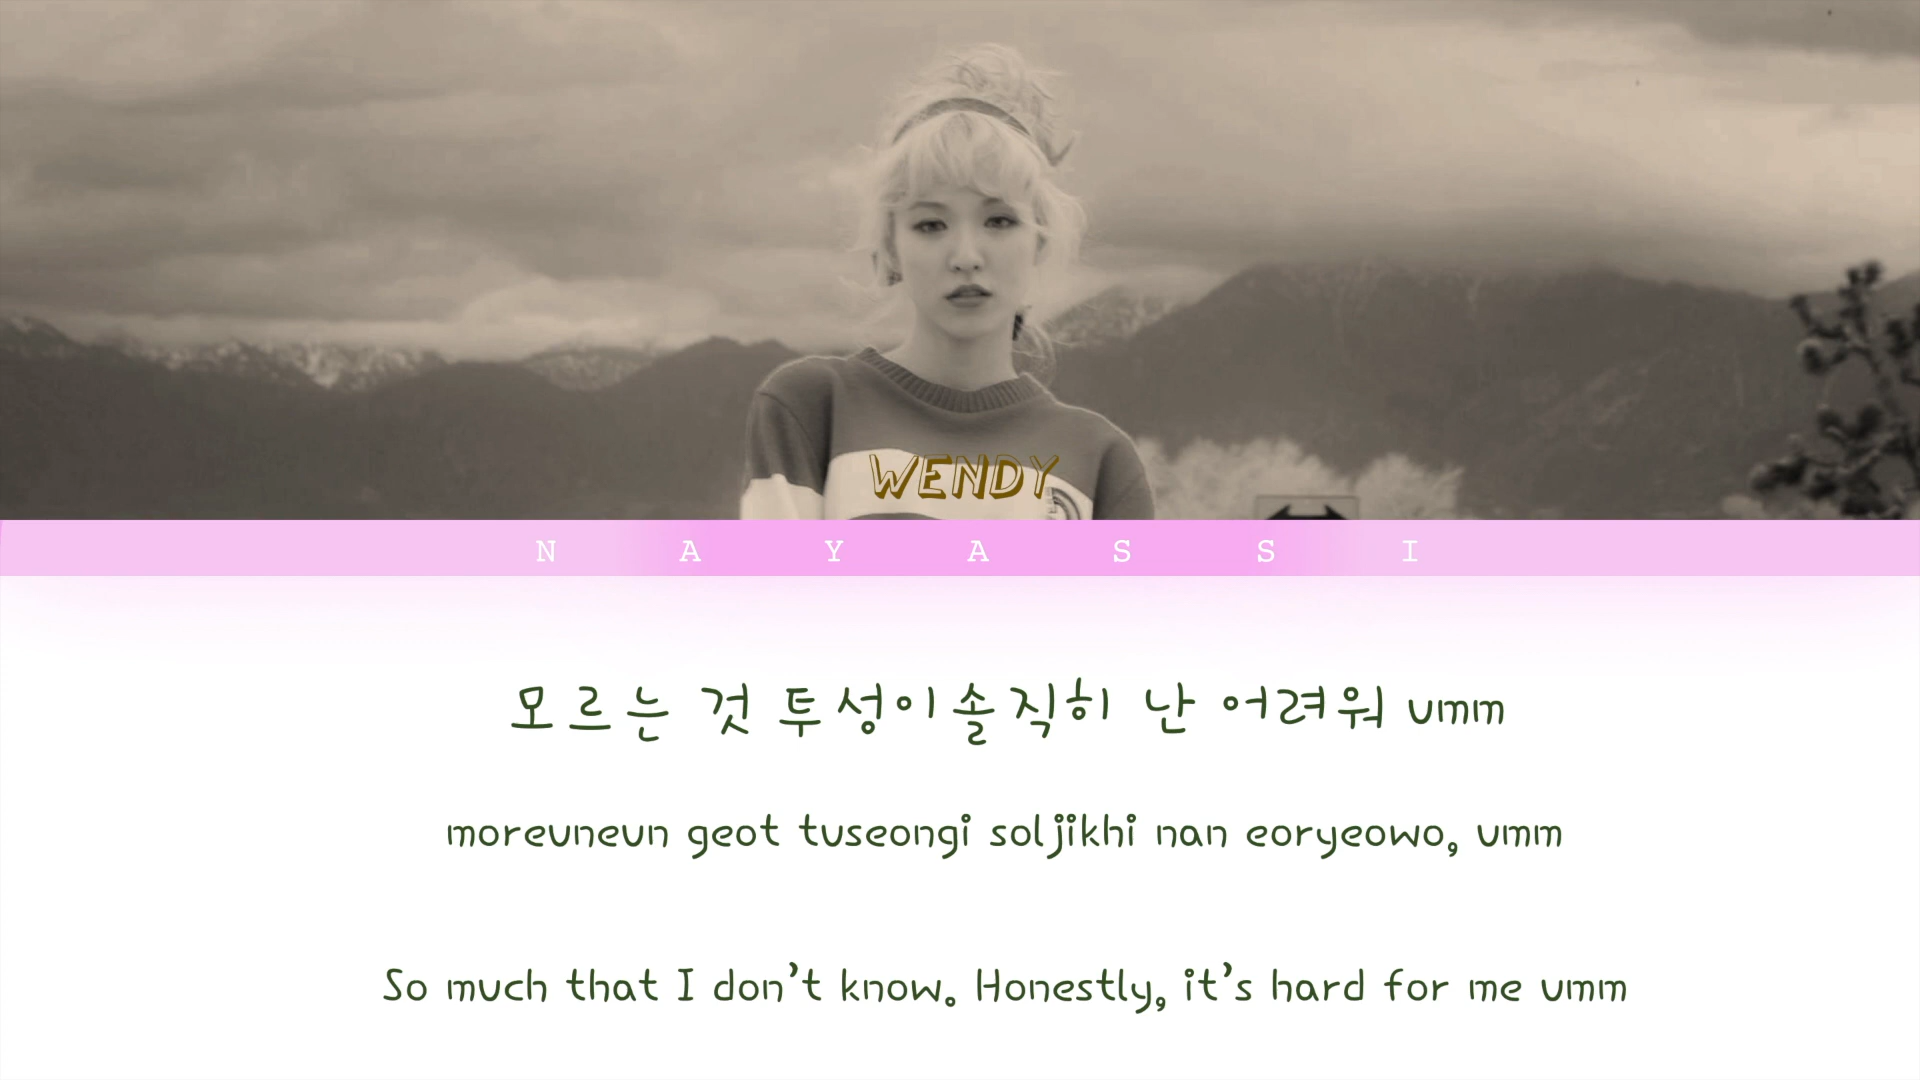 WENDY
N A Y A S S I
모르는 것 투성이솔직히 난 어려워 umm
moreuneun geot tuseongi soljikhi nan eoryeowo, umm
So much that I don't know. Honestly, it's hard for me umm